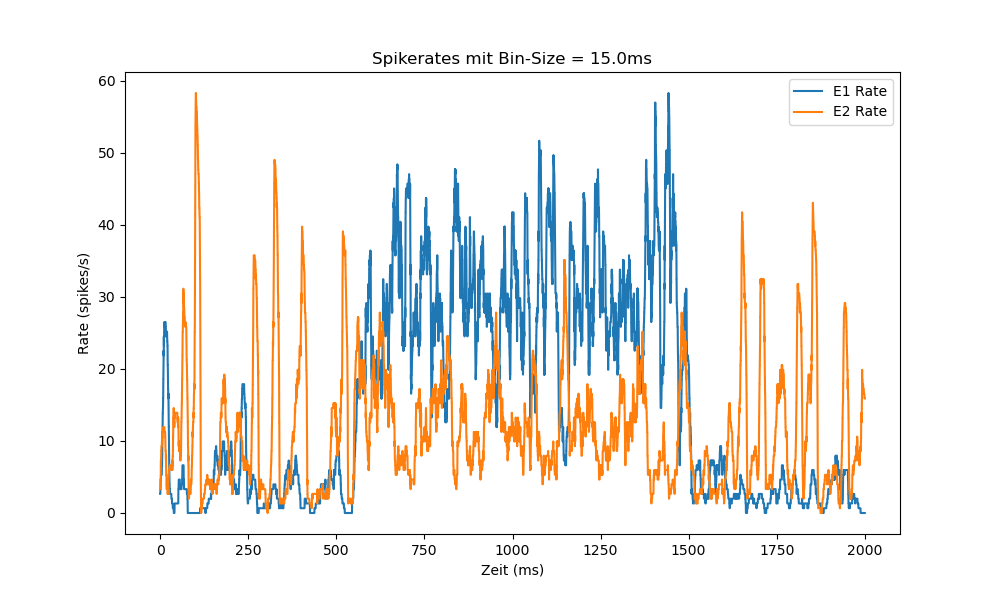 Spikerates mit Bin-Size = 15.0ms
E1 Rate
E2 Rate
60
50
40
30
20
10
0
Rate (spikes/s)
0 250 500 750 1000 1250 1500 1750 2000
Zeit (ms)